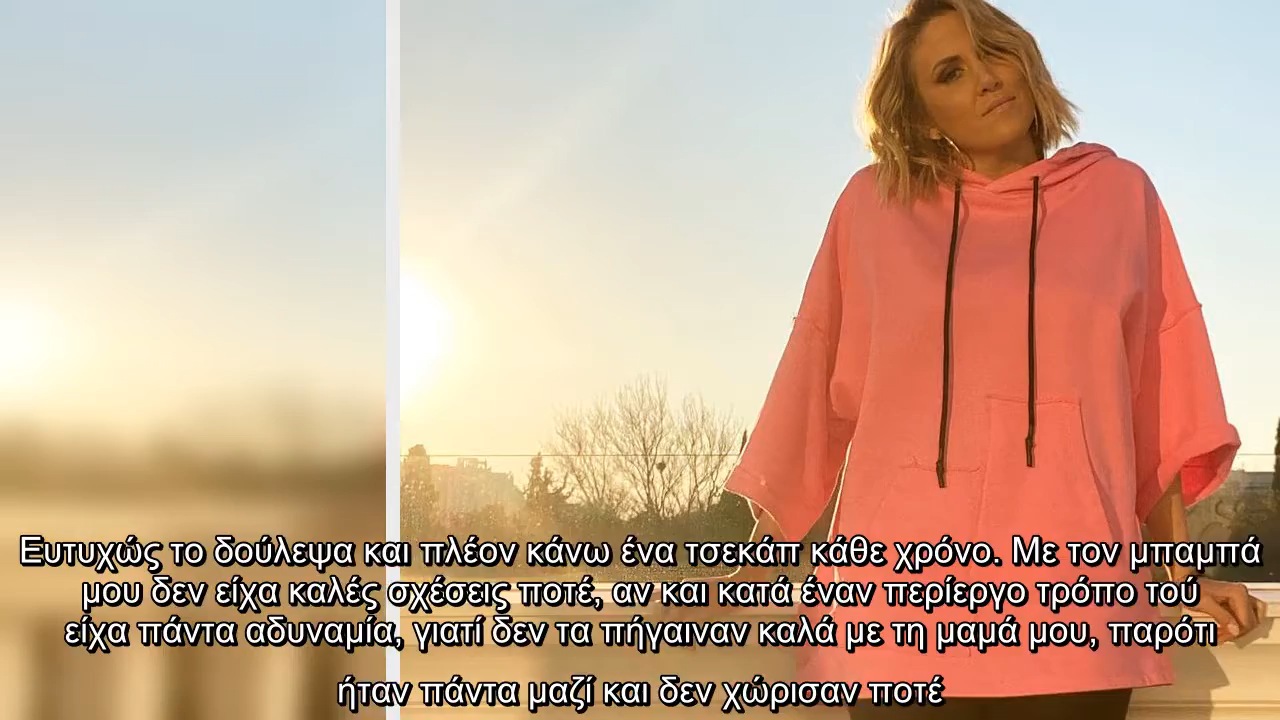 Ευτυχώς το δούλεψα και πλέον κάνω ένα τσεκάπ κάθε χρόνο. Με τον μπαμπά
μου δεν είχα καλές σχέσεις ποτέ, αν και κατά έναν περίεργο τρόπο τού
είχα πάντα αδυναμία, γιατί δεν τα πήγαιναν καλά με τη μαμά μου, παρότι
ήταν πάντα μαζί και δεν χώρισαν ποτέ